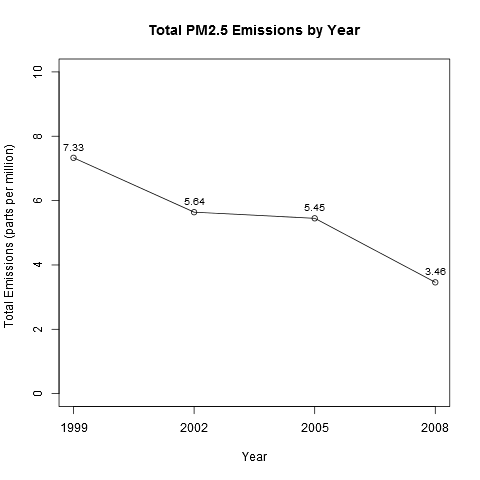 Total PM2.5 Emissions by Year
Total Emissions (parts per million)
10
8
6
4
2
0
7.33
5.64
5.45
3.46
1999 2002 2005 2008
Year